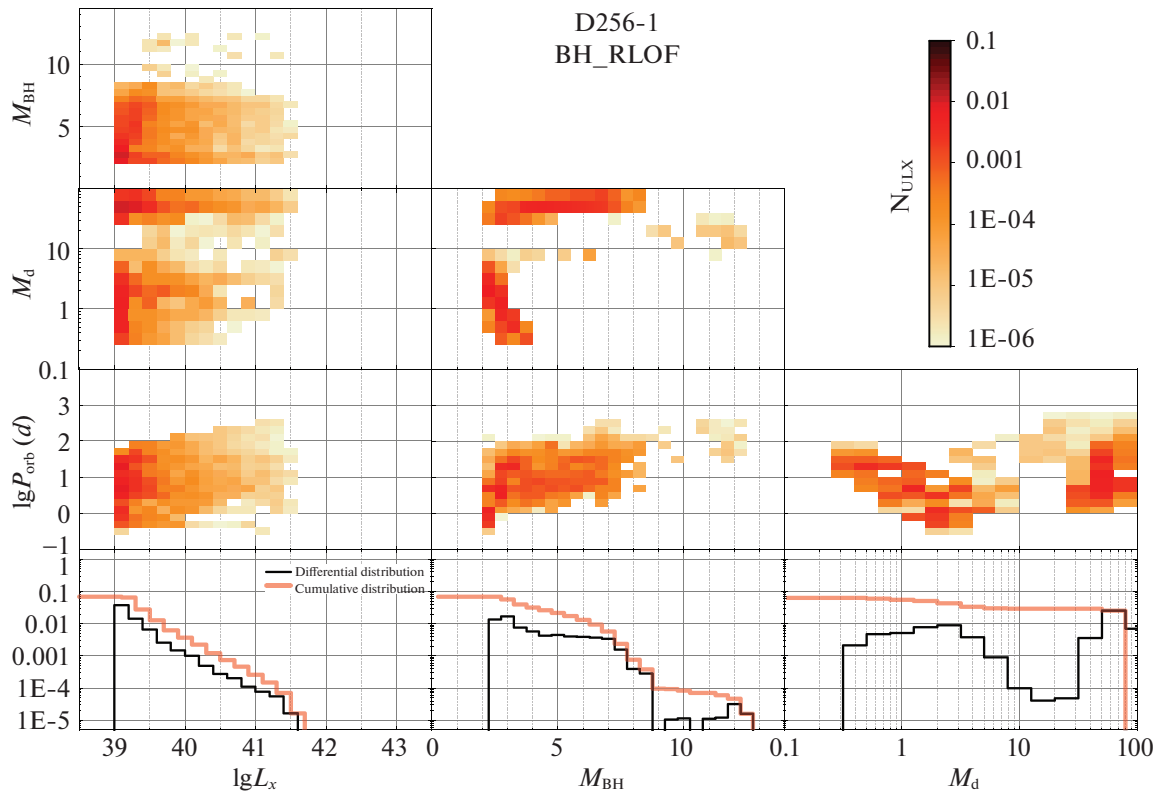 D256-1
BH_RLOF
M_BH
10
5
N_ULX
0.1
0.01
0.001
1E-04
1E-05
1E-06
M_d
10
1
0.1
lgP_orb (d)
3
2
1
0
−1
Differential distribution
Cumulative distribution
1
0.1
0.01
0.001
1E-4
1E-5
39 40 41 42 43
0 5 10
0.1 1 10 100
lgL_x
M_BH
M_d